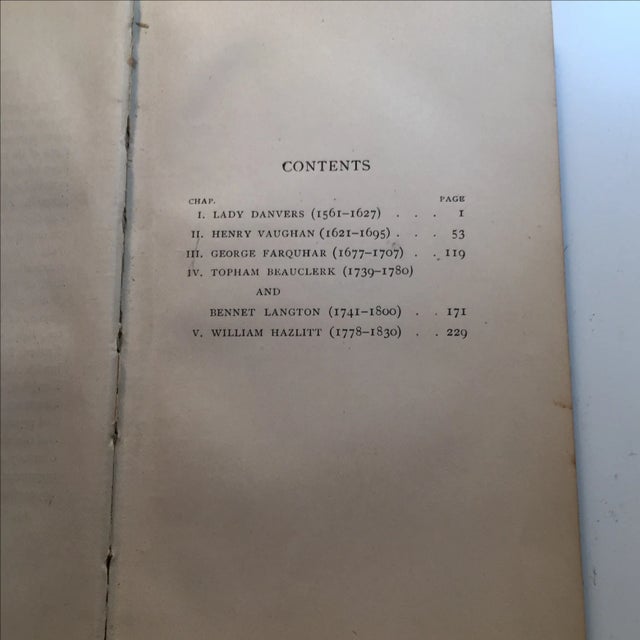 CONTENTS
CHAP. PAGE
I. LADY DANVERS (1561–1627) . . . 1
II. HENRY VAUGHAN (1621–1695) . . . 53
III. GEORGE FARQUHAR (1677–1707) . . 119
IV. TOPHAM BEAUCLERK (1739–1780)
AND
BENNET LANGTON (1741–1800) . . 171
V. WILLIAM HAZLITT (1778–1830) . . 229